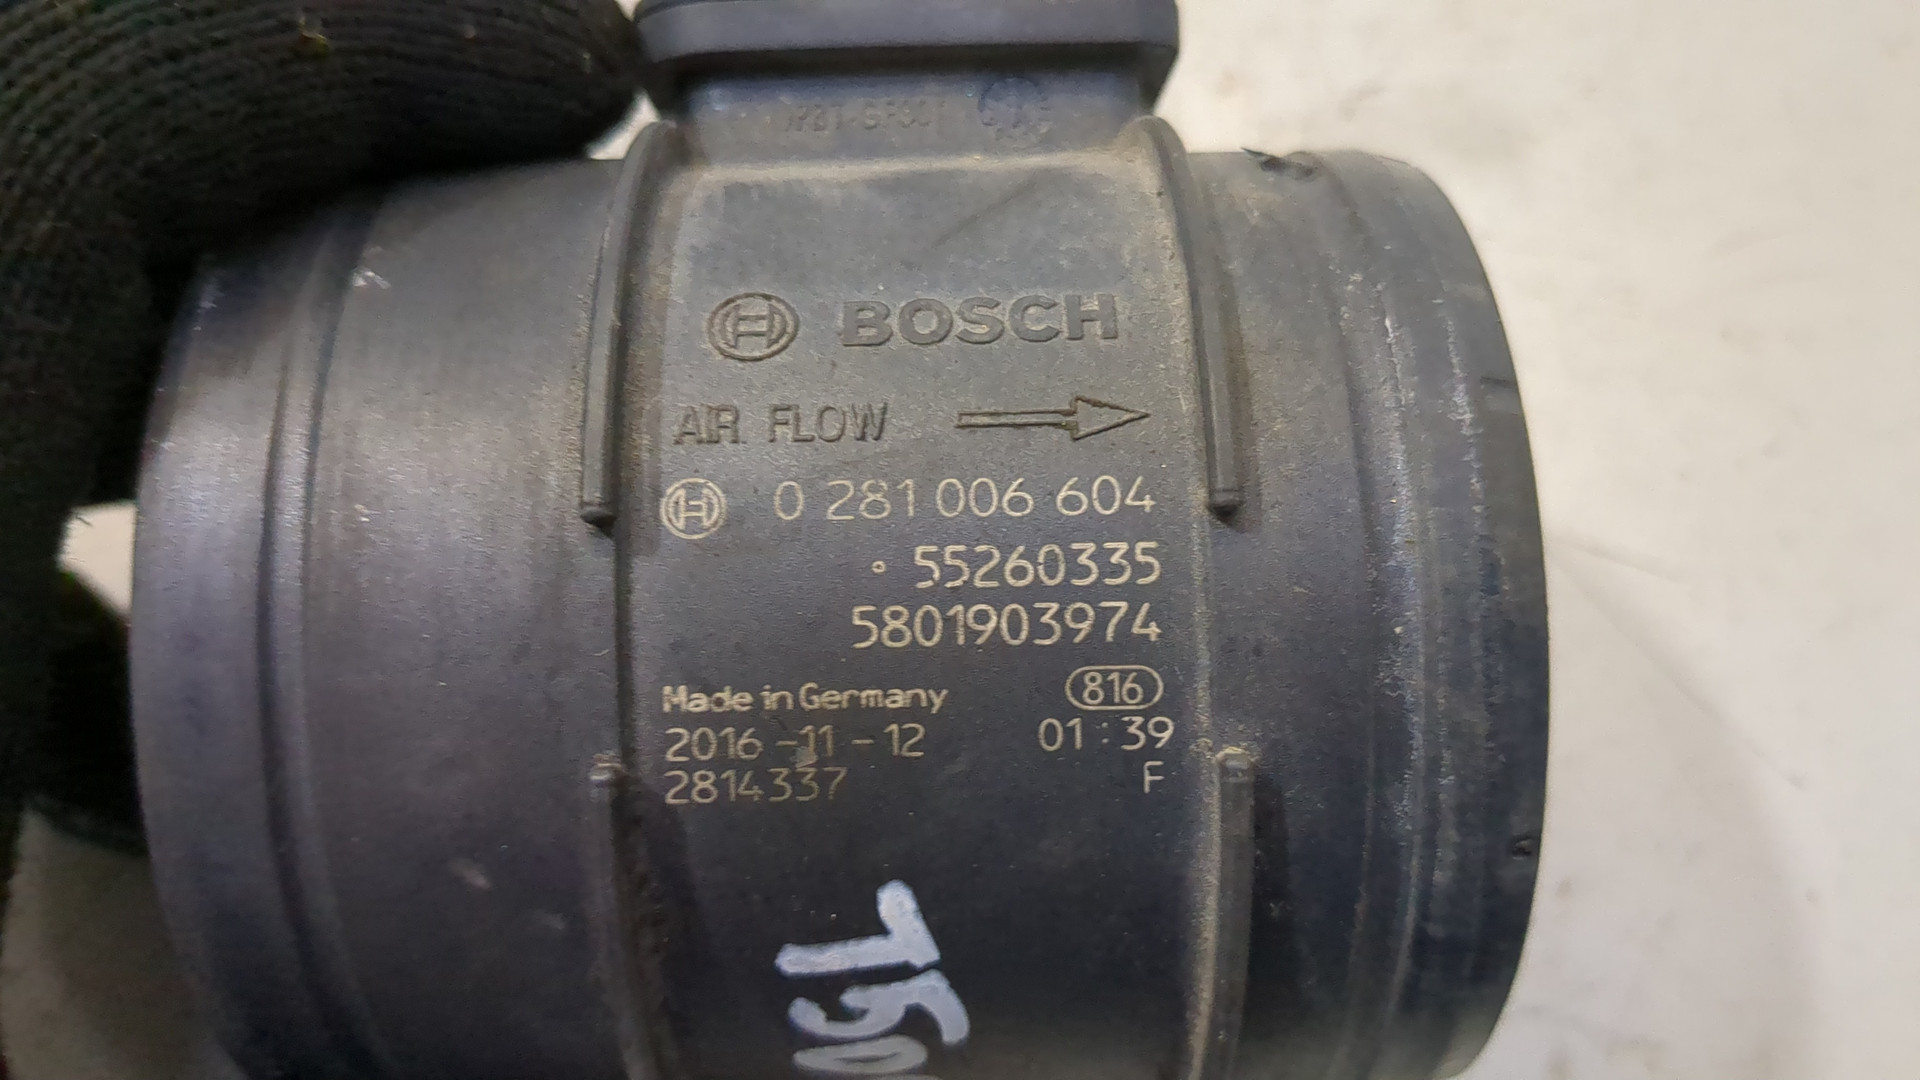 BOSCH
AIR FLOW
0 281 006 604
55260335
5801903974
Made in Germany 816
2016-11-12 01:39
2814337 F